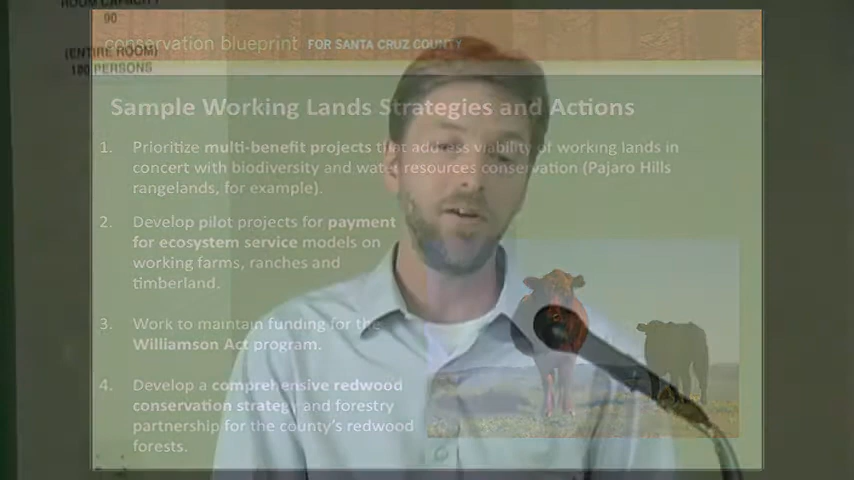 ROOM CAPACITY
90
(ENTIRE ROOM)
180 PERSONS
conservation blueprint FOR SANTA CRUZ COUNTY
Sample Working Lands Strategies and Actions
1. Prioritize multi-benefit projects that address viability of working lands in
concert with biodiversity and water resources conservation (Pajaro Hills
rangelands, for example).
2. Develop pilot projects for payment
for ecosystem service models on
working farms, ranches and
timberland.
3. Work to maintain funding for the
Williamson Act program.
4. Develop a comprehensive redwood
conservation strategy and forestry
partnership for the county's redwood
forests.